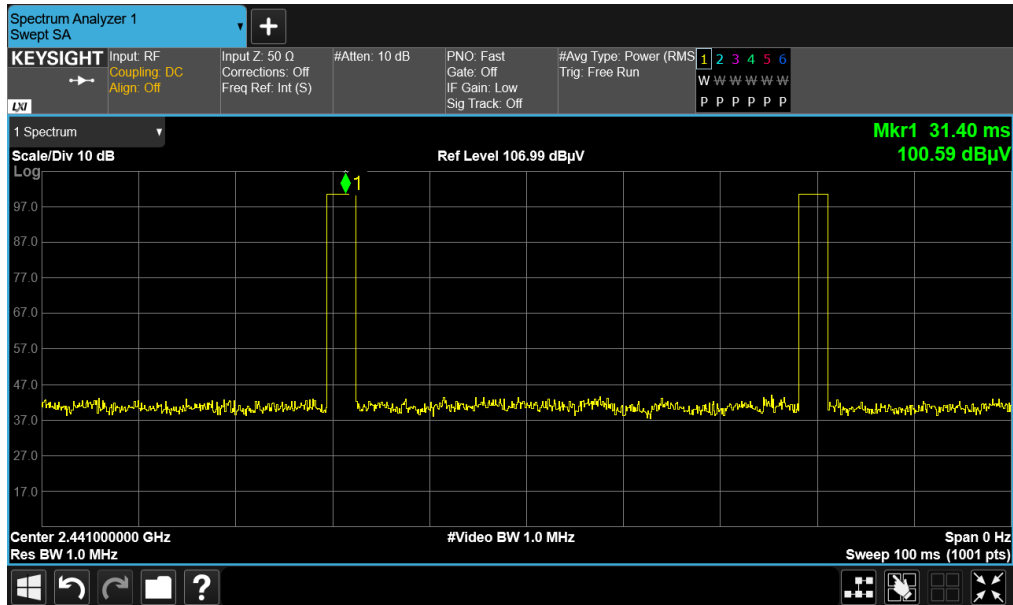 Spectrum Analyzer 1
Swept SA
+
KEYSIGHT
LXI
Input: RF
Coupling: DC
Align: Off
Input Z: 50 Ω
Corrections: Off
Freq Ref: Int (S)
#Atten: 10 dB
PNO: Fast
Gate: Off
IF Gain: Low
Sig Track: Off
#Avg Type: Power (RMS
Trig: Free Run
1 2 3 4 5 6
W W W W W W
P P P P P P
1 Spectrum
Mkr1 31.40 ms
Scale/Div 10 dB
Ref Level 106.99 dBµV
100.59 dBµV
Log
1
97.0
87.0
77.0
67.0
57.0
47.0
37.0
27.0
17.0
Center 2.441000000 GHz
#Video BW 1.0 MHz
Span 0 Hz
Res BW 1.0 MHz
Sweep 100 ms (1001 pts)
?